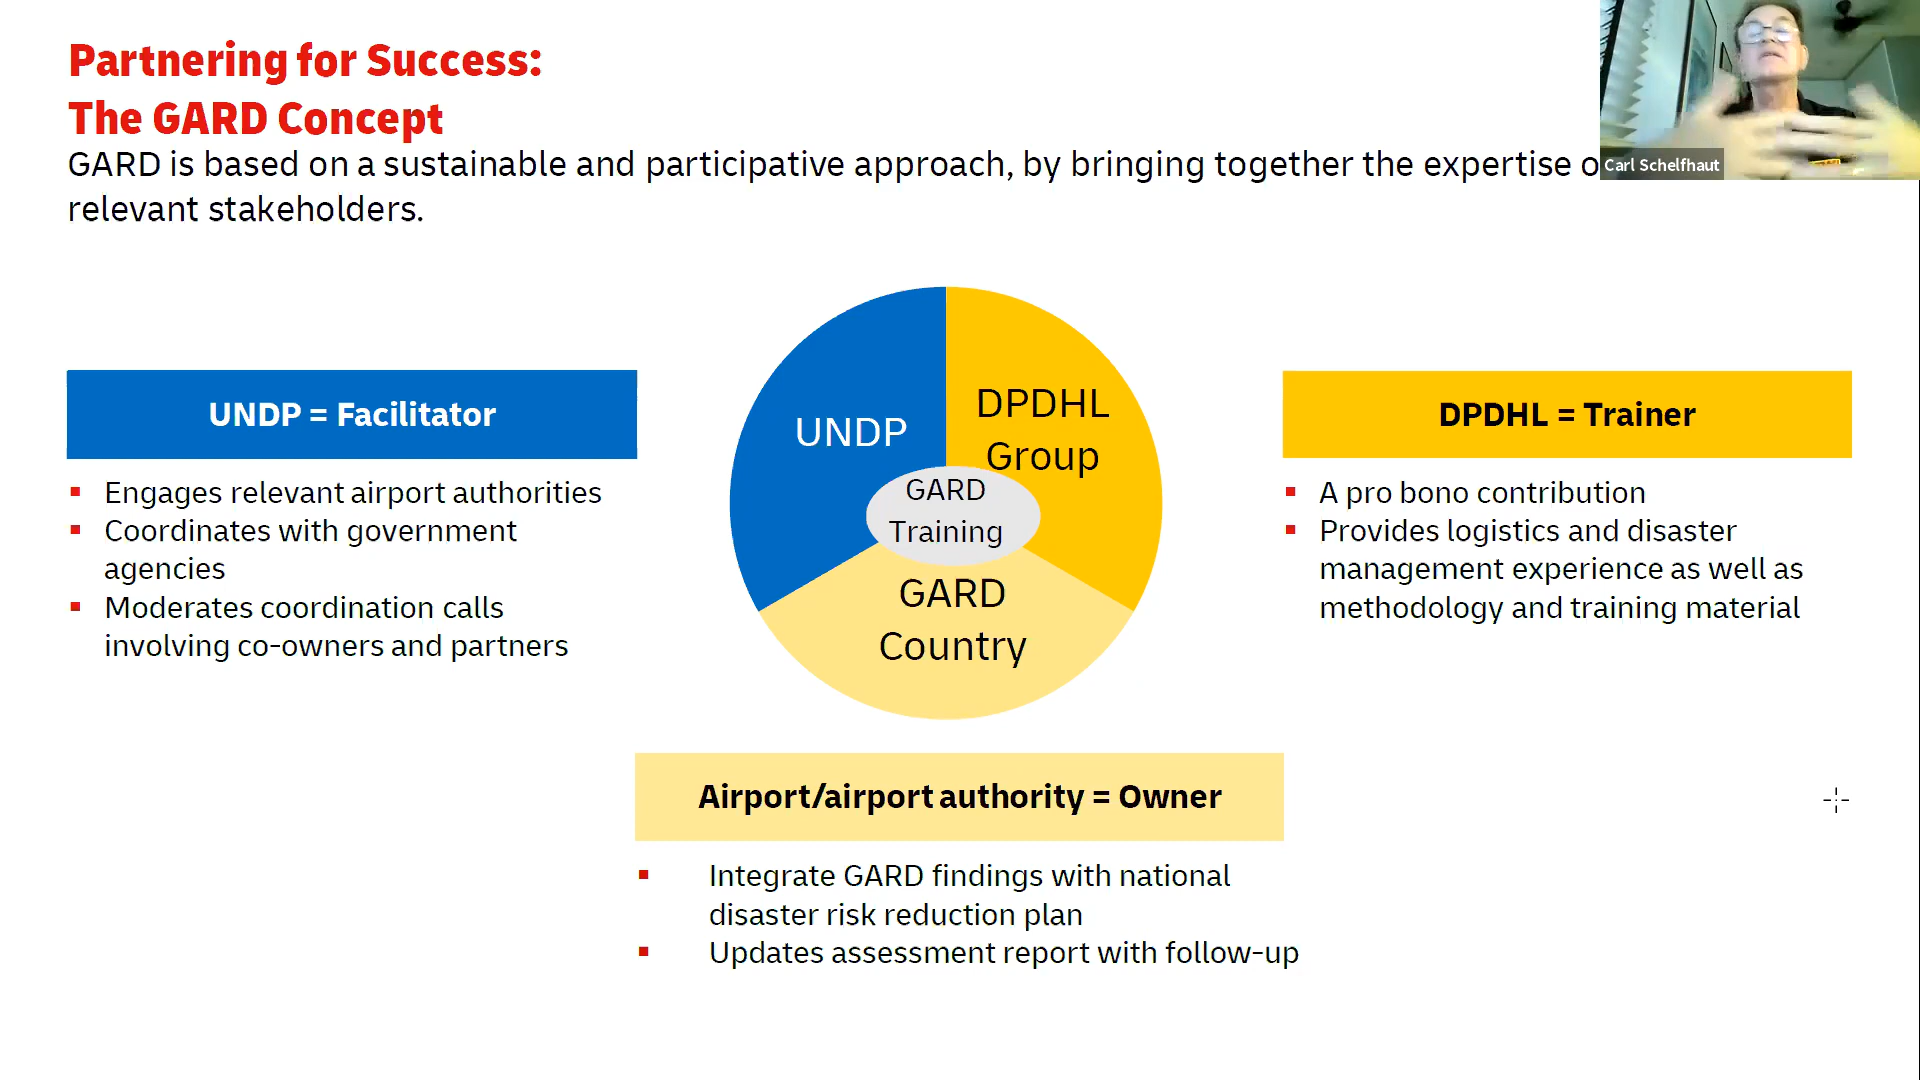 Partnering for Success:
The GARD Concept
GARD is based on a sustainable and participative approach, by bringing together the expertise
relevant stakeholders.
Carl Schelfhaut
UNDP = Facilitator
Engages relevant airport authorities
Coordinates with government
agencies
Moderates coordination calls
involving co-owners and partners
UNDP
DPDHL
Group
GARD
Training
GARD
Country
DPDHL = Trainer
A pro bono contribution
Provides logistics and disaster
management experience as well as
methodology and training material
Airport/airport authority = Owner
Integrate GARD findings with national
disaster risk reduction plan
Updates assessment report with follow-up